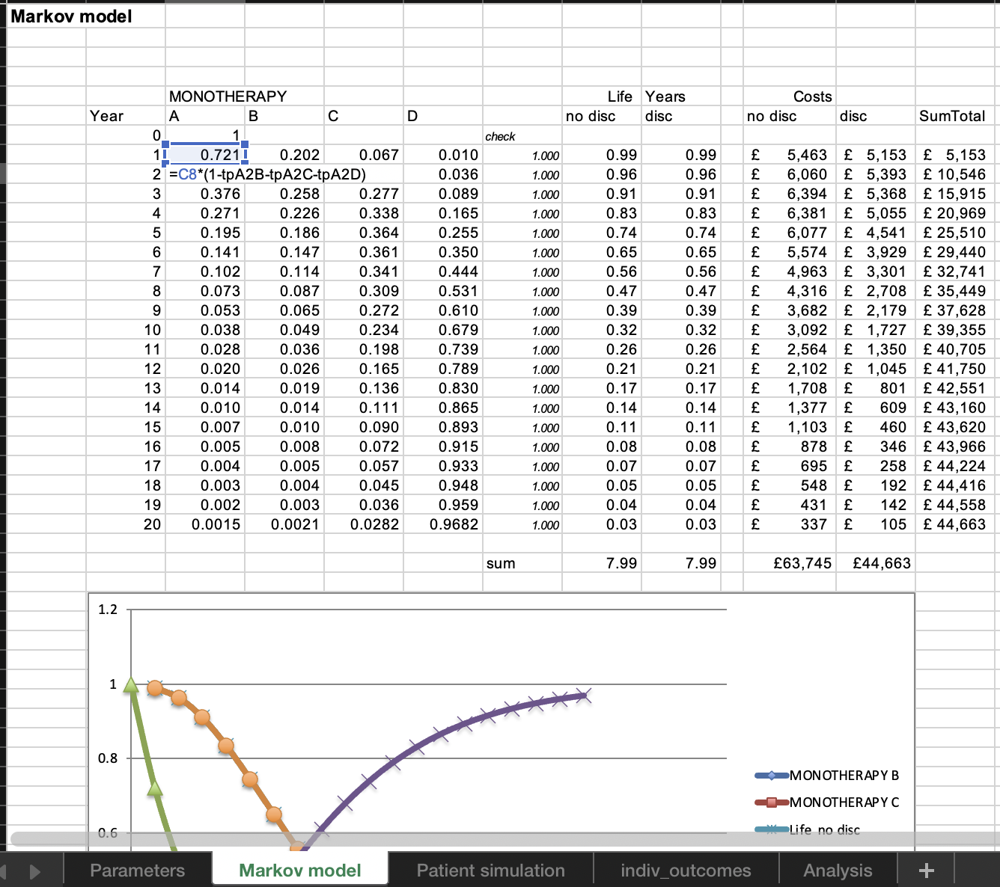 Markov model
MONOTHERAPY Life Years Costs
Year A B C D no disc disc no disc disc SumTotal
0 1 check
1 0.721 0.202 0.067 0.010 1.000 0.99 0.99 £ 5,463 £ 5,153 £ 5,153
2 =C8*(1-tpA2B-tpA2C-tpA2D) 0.036 1.000 0.96 0.96 £ 6,060 £ 5,393 £ 10,546
3 0.376 0.258 0.277 0.089 1.000 0.91 0.91 £ 6,394 £ 5,368 £ 15,915
4 0.271 0.226 0.338 0.165 1.000 0.83 0.83 £ 6,381 £ 5,055 £ 20,969
5 0.195 0.186 0.364 0.255 1.000 0.74 0.74 £ 6,077 £ 4,541 £ 25,510
6 0.141 0.147 0.361 0.350 1.000 0.65 0.65 £ 5,574 £ 3,929 £ 29,440
7 0.102 0.114 0.341 0.444 1.000 0.56 0.56 £ 4,963 £ 3,301 £ 32,741
8 0.073 0.087 0.309 0.531 1.000 0.47 0.47 £ 4,316 £ 2,708 £ 35,449
9 0.053 0.065 0.272 0.610 1.000 0.39 0.39 £ 3,682 £ 2,179 £ 37,628
10 0.038 0.049 0.234 0.679 1.000 0.32 0.32 £ 3,092 £ 1,727 £ 39,355
11 0.028 0.036 0.198 0.739 1.000 0.26 0.26 £ 2,564 £ 1,350 £ 40,705
12 0.020 0.026 0.165 0.789 1.000 0.21 0.21 £ 2,102 £ 1,045 £ 41,750
13 0.014 0.019 0.136 0.830 1.000 0.17 0.17 £ 1,708 £ 801 £ 42,551
14 0.010 0.014 0.111 0.865 1.000 0.14 0.14 £ 1,377 £ 609 £ 43,160
15 0.007 0.010 0.090 0.893 1.000 0.11 0.11 £ 1,103 £ 460 £ 43,620
16 0.005 0.008 0.072 0.915 1.000 0.08 0.08 £ 878 £ 346 £ 43,966
17 0.004 0.005 0.057 0.933 1.000 0.07 0.07 £ 695 £ 258 £ 44,224
18 0.003 0.004 0.045 0.948 1.000 0.05 0.05 £ 548 £ 192 £ 44,416
19 0.002 0.003 0.036 0.959 1.000 0.04 0.04 £ 431 £ 142 £ 44,558
20 0.0015 0.0021 0.0282 0.9682 1.000 0.03 0.03 £ 337 £ 105 £ 44,663
sum 7.99 7.99 £63,745 £44,663
1.2
1
0.8
0.6
MONOTHERAPY B
MONOTHERAPY C
Life no disc
Parameters Markov model Patient simulation indiv_outcomes Analysis +